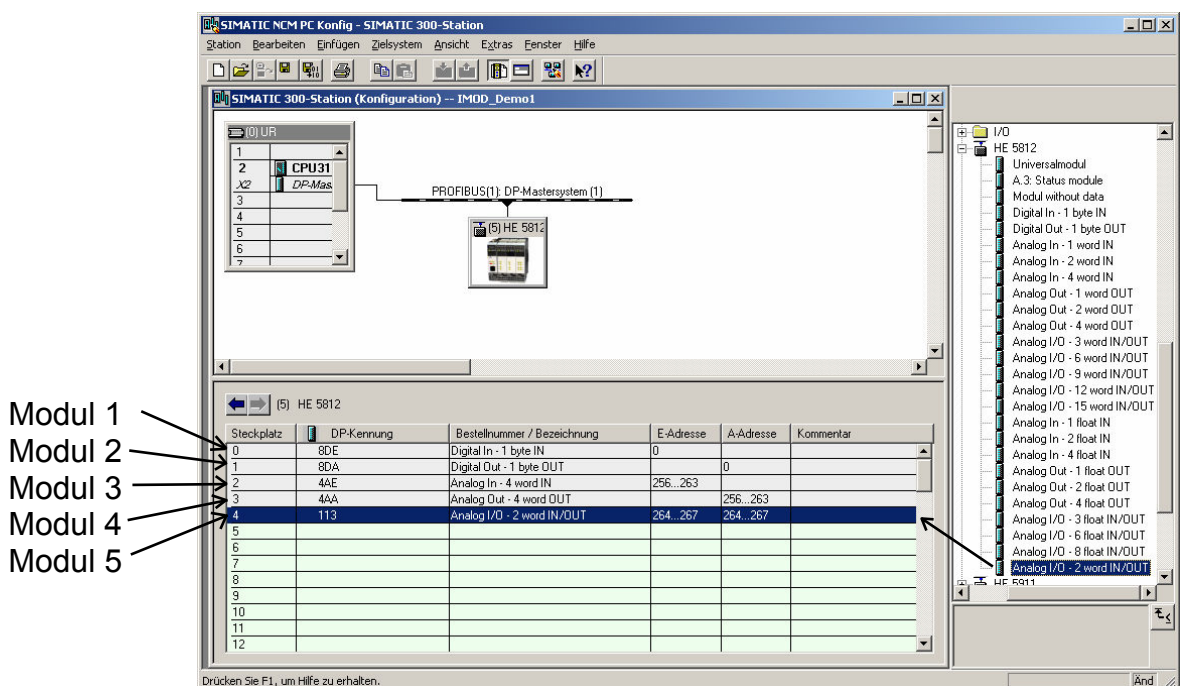 SIMATIC NCM PC Konfig - SIMATIC 300-Station
Station Bearbeiten Einfügen Zielsystem Ansicht Extras Fenster Hilfe
SIMATIC 300-Station (Konfiguration) -- IMOD_Demo1
(0) UR
1
2 CPU31
X2 DP-Mas
3
4
5
6
7
PROFIBUS(1): DP-Mastersystem (1)
(5) HE 5812
I/O
HE 5812
Universalmodul
A.3: Status module
Modul without data
Digital In - 1 byte IN
Digital Out - 1 byte OUT
Analog In - 1 word IN
Analog In - 2 word IN
Analog In - 4 word IN
Analog Out - 1 word OUT
Analog Out - 2 word OUT
Analog Out - 4 word OUT
Analog I/O - 3 word IN/OUT
Analog I/O - 6 word IN/OUT
Analog I/O - 9 word IN/OUT
Analog I/O - 12 word IN/OUT
Analog I/O - 15 word IN/OUT
Analog In - 1 float IN
Analog In - 2 float IN
Analog In - 4 float IN
Analog Out - 1 float OUT
Analog Out - 2 float OUT
Analog Out - 4 float OUT
Analog I/O - 3 float IN/OUT
Analog I/O - 6 float IN/OUT
Analog I/O - 8 float IN/OUT
Analog I/O - 2 word IN/OUT
HE 5911
Modul 1
Modul 2
Modul 3
Modul 4
Modul 5
(5) HE 5812
Steckplatz DP-Kennung Bestellnummer / Bezeichnung E-Adresse A-Adresse Kommentar
0 8DE Digital In - 1 byte IN 0
1 8DA Digital Out - 1 byte OUT 0
2 4AE Analog In - 4 word IN 256...263
3 4AA Analog Out - 4 word OUT 256...263
4 113 Analog I/O - 2 word IN/OUT 264...267 264...267
5
6
7
8
9
10
11
12
Drücken Sie F1, um Hilfe zu erhalten.
Änd